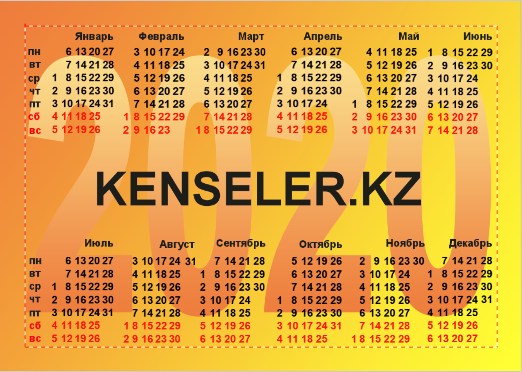 Январь Февраль Март Апрель Май Июнь
пн 6 13 20 27 3 10 17 24 2 9 16 23 30 6 13 20 27 4 11 18 25 1 8 15 22 29
вт 7 14 21 28 4 11 18 25 3 10 17 24 31 7 14 21 28 5 12 19 26 2 9 16 23 30
ср 1 8 15 22 29 5 12 19 26 4 11 18 25 1 8 15 22 29 6 13 20 27 3 10 17 24
чт 2 9 16 23 30 6 13 20 27 5 12 19 26 2 9 16 23 30 7 14 21 28 4 11 18 25
пт 3 10 17 24 31 7 14 21 28 6 13 20 27 3 10 17 24 1 8 15 22 29 5 12 19 26
сб 4 11 18 25 1 8 15 22 29 7 14 21 28 4 11 18 25 2 9 16 23 30 6 13 20 27
вс 5 12 19 26 2 9 16 23 1 8 15 22 29 5 12 19 26 3 10 17 24 31 7 14 21 28
2020
KENSELER.KZ
Июль Август Сентябрь Октябрь Ноябрь Декабрь
пн 6 13 20 27 3 10 17 24 31 7 14 21 28 5 12 19 26 2 9 16 23 30 7 14 21 28
вт 7 14 21 28 4 11 18 25 1 8 15 22 29 6 13 20 27 3 10 17 24 1 8 15 22 29
ср 1 8 15 22 29 5 12 19 26 2 9 16 23 30 7 14 21 28 4 11 18 25 2 9 16 23 30
чт 2 9 16 23 30 6 13 20 27 3 10 17 24 1 8 15 22 29 5 12 19 26 3 10 17 24 31
пт 3 10 17 24 31 7 14 21 28 4 11 18 25 2 9 16 23 30 6 13 20 27 4 11 18 25
сб 4 11 18 25 1 8 15 22 29 5 12 19 26 3 10 17 24 31 7 14 21 28 5 12 19 26
вс 5 12 19 26 2 9 16 23 30 6 13 20 27 4 11 18 25 1 8 15 22 29 6 13 20 27